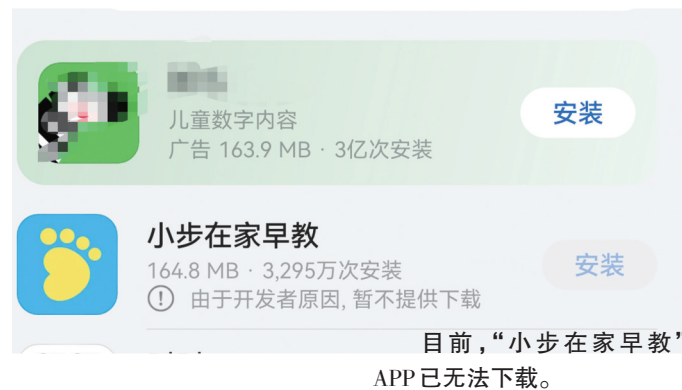 儿童数字内容
安装
广告 163.9 MB · 3亿次安装
小步在家早教
164.8 MB · 3,295万次安装
安装
由于开发者原因, 暂不提供下载
目前,“小步在家早教”
APP已无法下载。